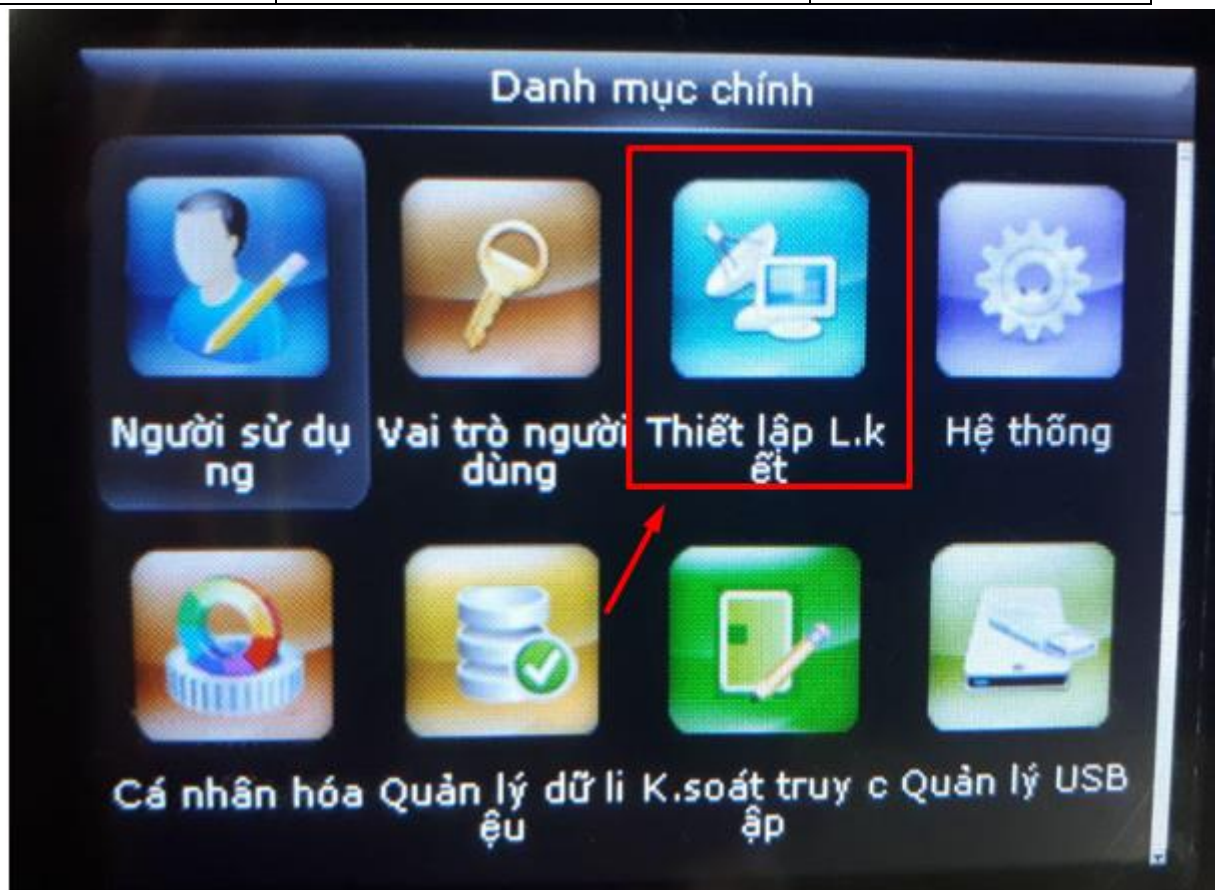 Danh mục chính
Người sử dụ
ng
Vai trò người
dùng
Thiết lập L.k
ết
Hệ thống
Cá nhân hóa
Quản lý dữ li
ệu
K.soát truy c
ập
Quản lý USB